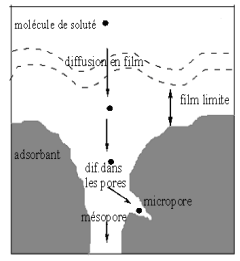 molécule de soluté
diffusion en film
film limite
adsorbant
dif.dans
les pores
micropore
mésopore